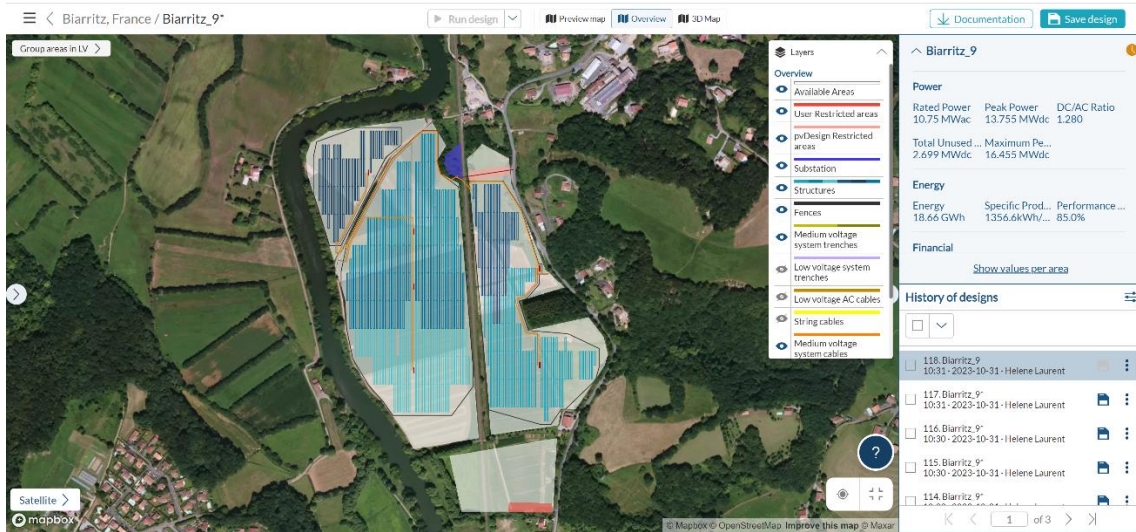 Biarritz, France / Biarritz_9*
Run design
Preview map
Overview
3D Map
Documentation
Save design
Group areas in LV
Layers
Overview
Available Areas
User Restricted areas
pvDesign Restricted
areas
Substation
Structures
Fences
Medium voltage
system trenches
Low voltage system
trenches
Low voltage AC cables
String cables
Medium voltage
system cables
?
Satellite
mapbox
© Mapbox © OpenStreetMap Improve this map © Maxar
Biarritz_9
Power
Rated Power Peak Power DC/AC Ratio
10.75 MWac 13.755 MWdc 1.280
Total Unused ... Maximum Pe...
2.699 MWdc 16.455 MWdc
Energy
Energy Specific Prod... Performance ...
18.66 GWh 1356.6kWh/... 85.0%
Financial
Show values per area
History of designs
118. Biarritz_9
10:31 - 2023-10-31 - Helene Laurent
117. Biarritz_9*
10:31 - 2023-10-31 - Helene Laurent
116. Biarritz_9*
10:30 - 2023-10-31 - Helene Laurent
115. Biarritz_9*
10:30 - 2023-10-31 - Helene Laurent
114. Biarritz_9*
1 of 3